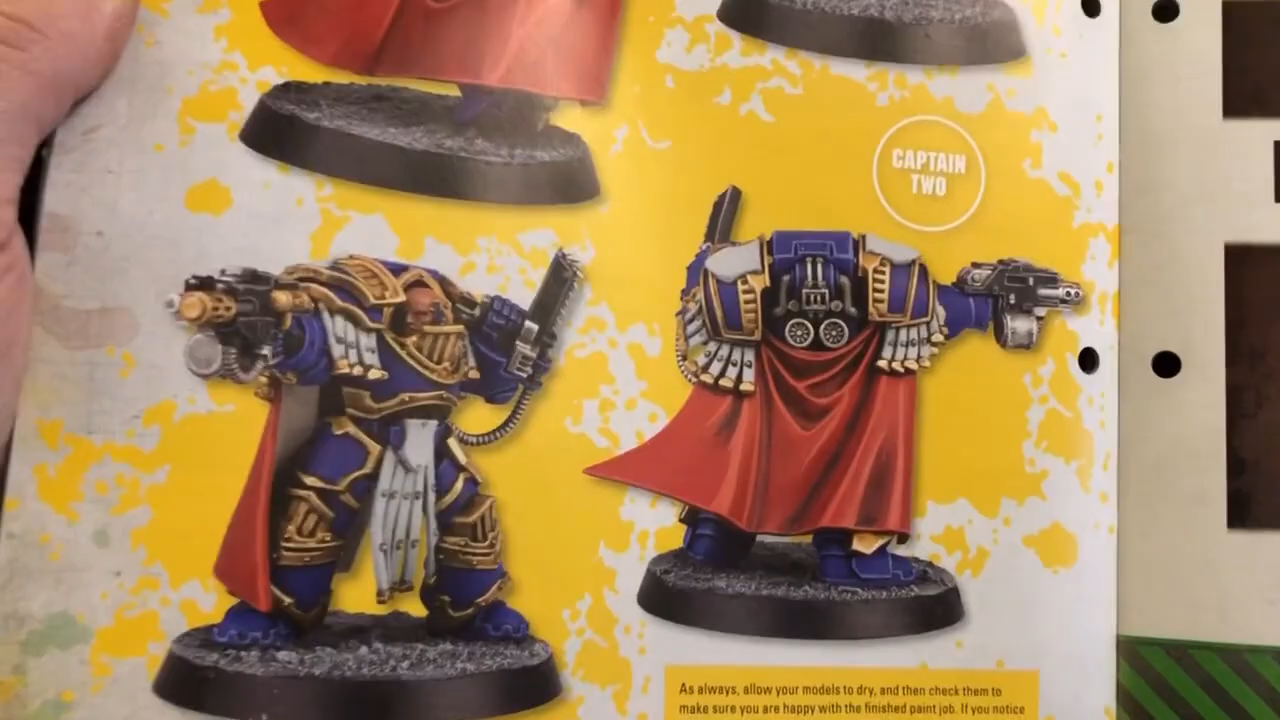 CAPTAIN
TWO
As always, allow your models to dry, and then check them to
make sure you are happy with the finished paint job. If you notice